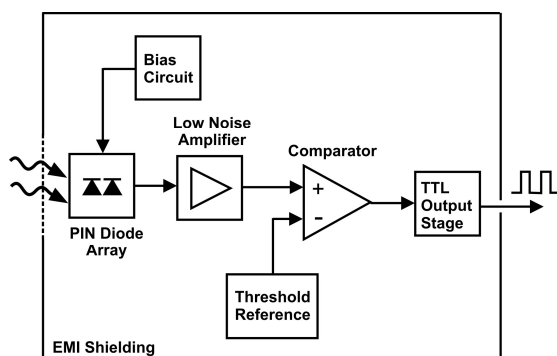 Bias
Circuit
Low Noise
Amplifier
Comparator
PIN Diode
Array
+
-
TTL
Output
Stage
Threshold
Reference
EMI Shielding